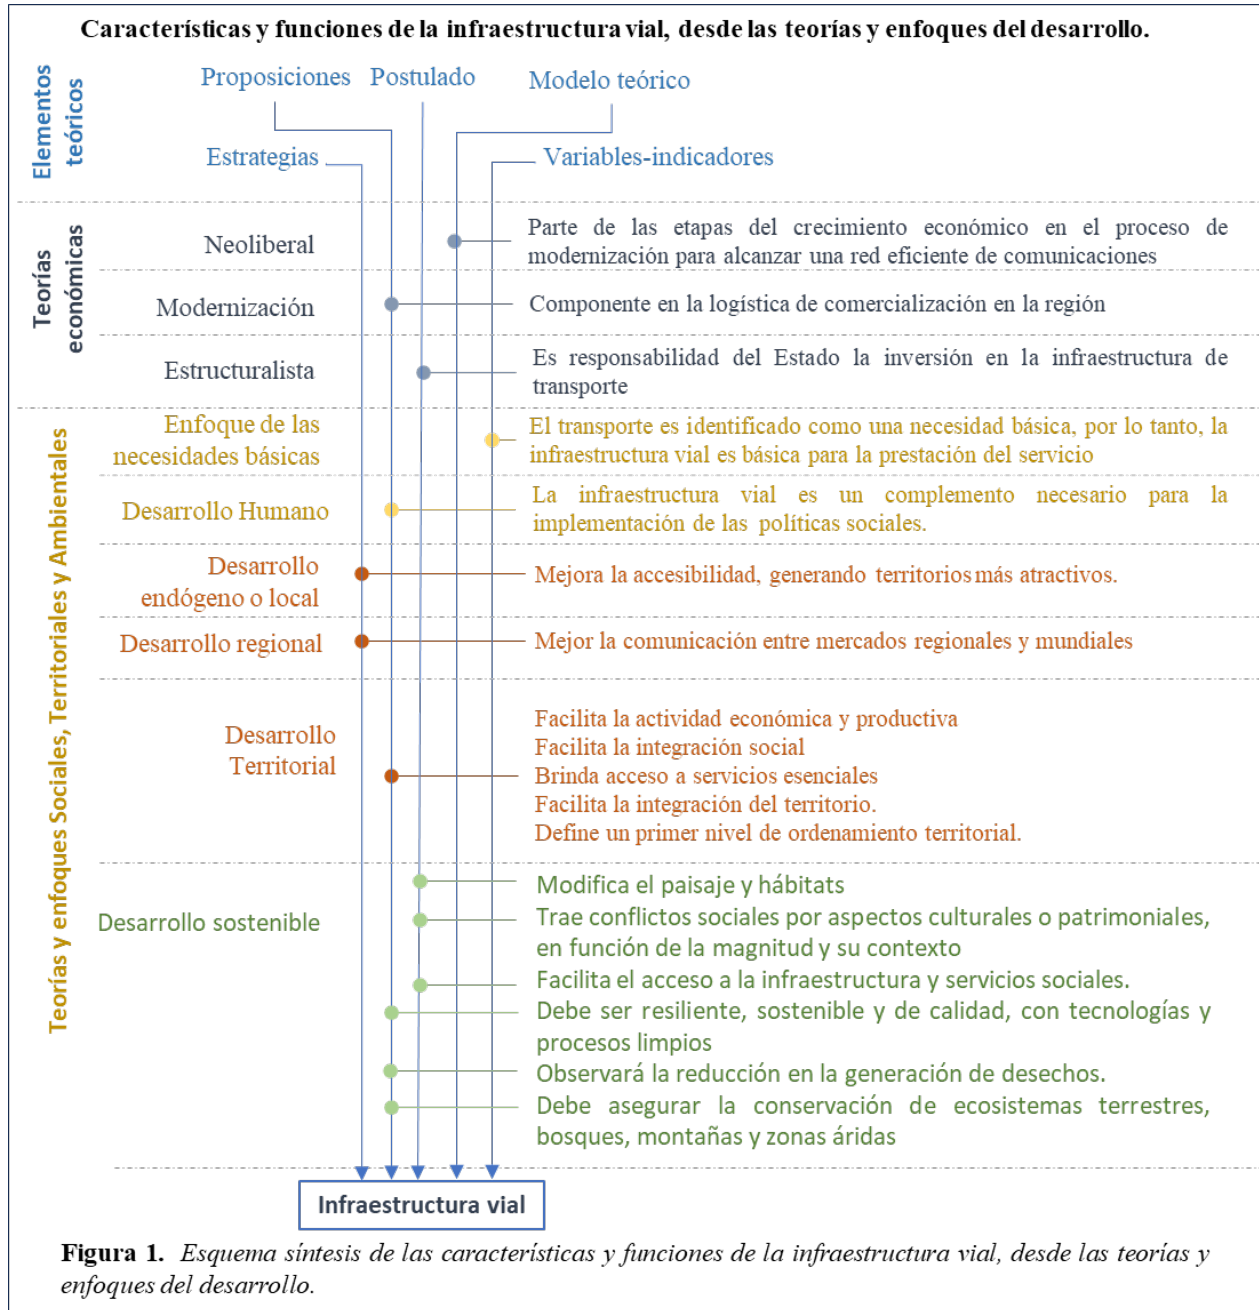 Características y funciones de la infraestructura vial, desde las teorías y enfoques del desarrollo.
Elementos
teóricos
Proposiciones
Postulado
Modelo teórico
Estrategias
Variables-indicadores
Teorías
económicas
Neoliberal
Parte de las etapas del crecimiento económico en el proceso de
modernización para alcanzar una red eficiente de comunicaciones
Modernización
Componente en la logística de comercialización en la región
Estructuralista
Es responsabilidad del Estado la inversión en la infraestructura de
transporte
Teorías y enfoques Sociales, Territoriales y Ambientales
Enfoque de las
necesidades básicas
El transporte es identificado como una necesidad básica, por lo tanto, la
infraestructura vial es básica para la prestación del servicio
Desarrollo Humano
La infraestructura vial es un complemento necesario para la
implementación de las políticas sociales.
Desarrollo
endógeno o local
Mejora la accesibilidad, generando territorios más atractivos.
Desarrollo regional
Mejor la comunicación entre mercados regionales y mundiales
Desarrollo
Territorial
Facilita la actividad económica y productiva
Facilita la integración social
Brinda acceso a servicios esenciales
Facilita la integración del territorio.
Define un primer nivel de ordenamiento territorial.
Desarrollo sostenible
Modifica el paisaje y hábitats
Trae conflictos sociales por aspectos culturales o patrimoniales,
en función de la magnitud y su contexto
Facilita el acceso a la infraestructura y servicios sociales.
Debe ser resiliente, sostenible y de calidad, con tecnologías y
procesos limpios
Observará la reducción en la generación de desechos.
Debe asegurar la conservación de ecosistemas terrestres,
bosques, montañas y zonas áridas
Infraestructura vial
Figura 1. Esquema síntesis de las características y funciones de la infraestructura vial, desde las teorías y
enfoques del desarrollo.